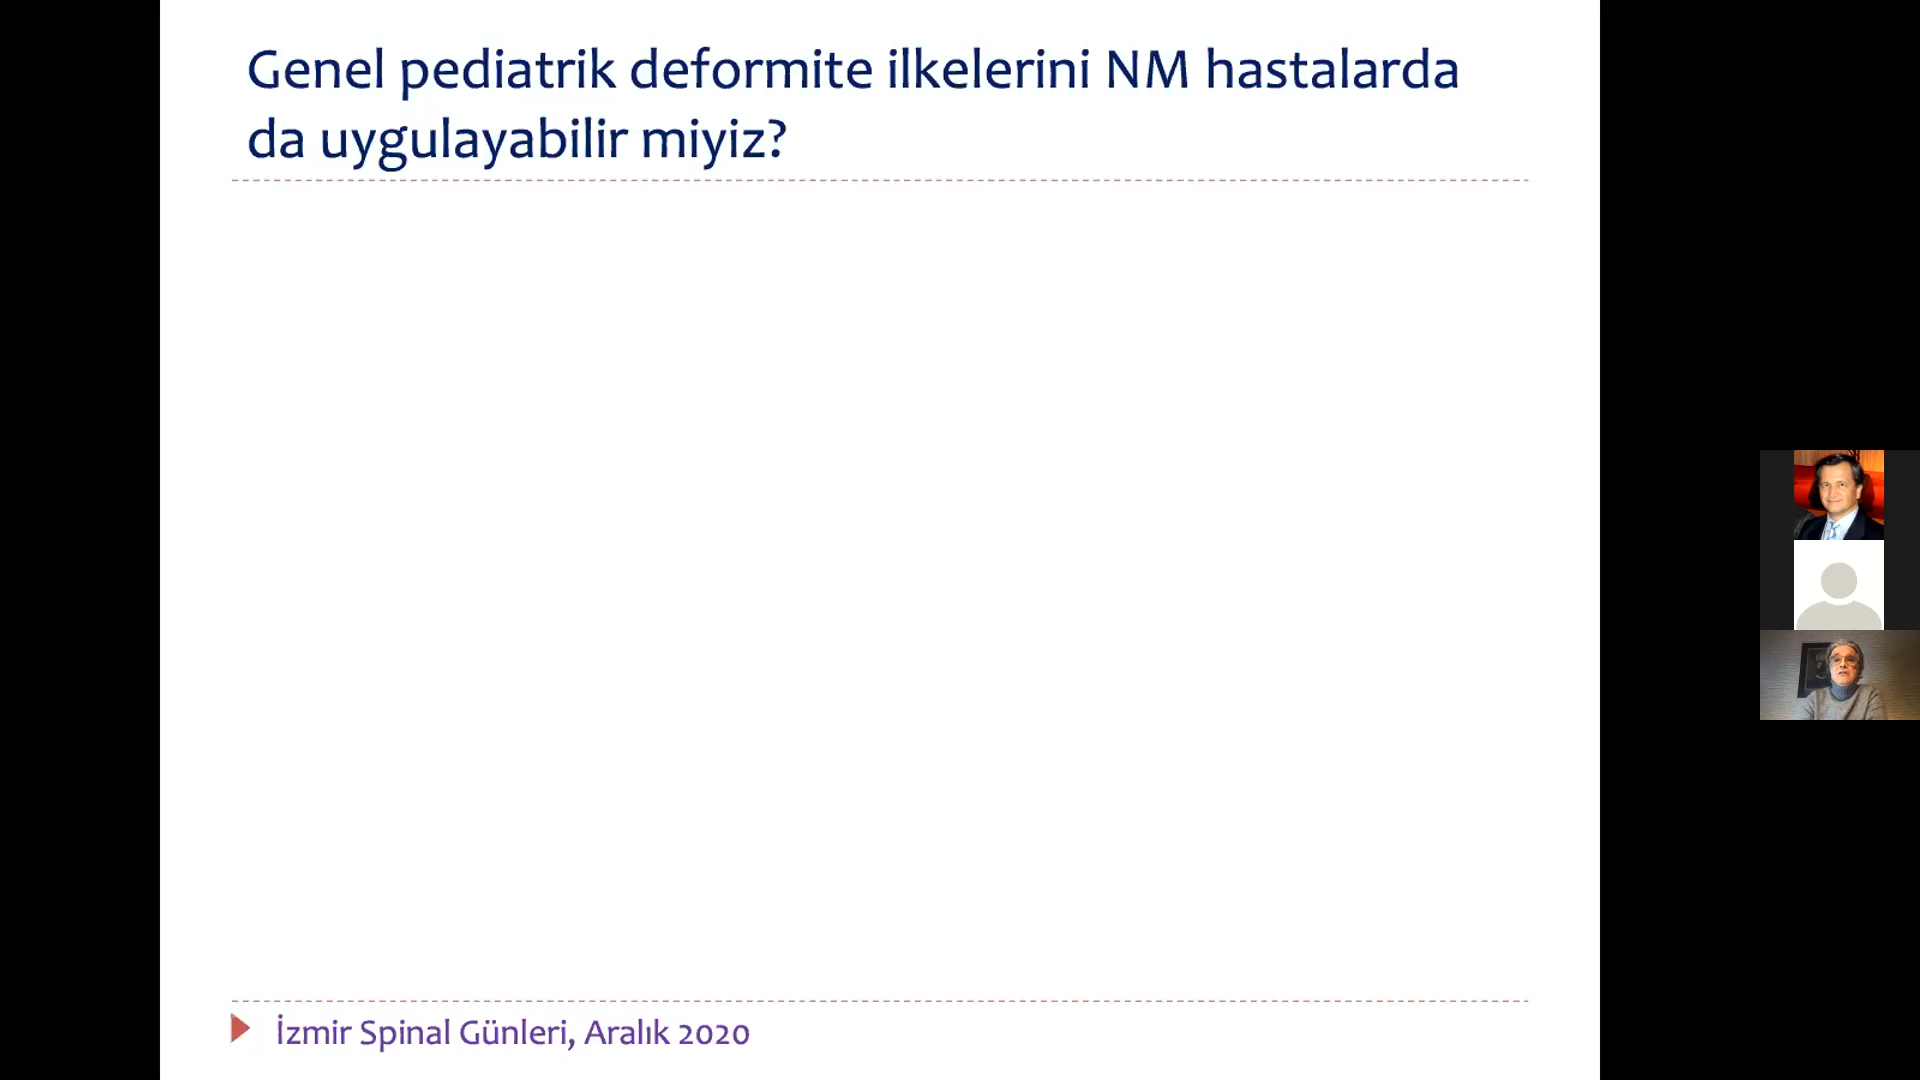 Genel pediatrik deformite ilkelerini NM hastalarda
da uygulayabilir miyiz?
İzmir Spinal Günleri, Aralık 2020